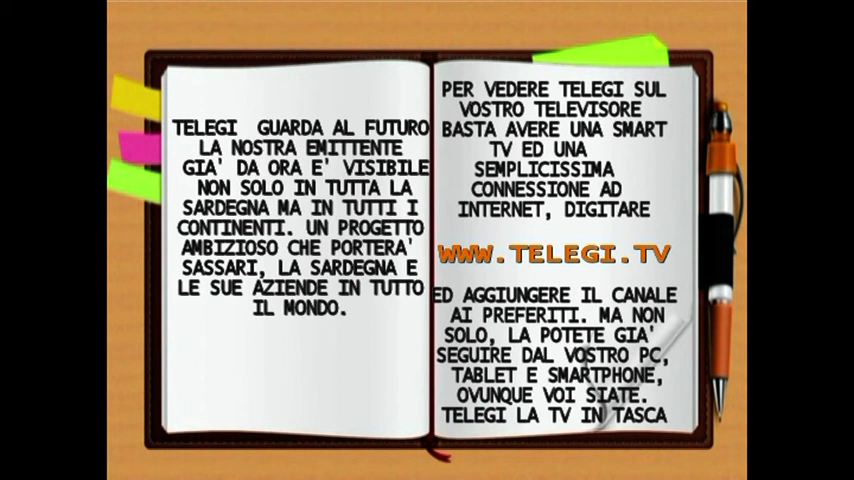 TELEGI GUARDA AL FUTURO
LA NOSTRA EMITTENTE
GIA' DA ORA E' VISIBILE
NON SOLO IN TUTTA LA
SARDEGNA MA IN TUTTI I
CONTINENTI. UN PROGETTO
AMBIZIOSO CHE PORTERA'
SASSARI, LA SARDEGNA E
LE SUE AZIENDE IN TUTTO
IL MONDO.
PER VEDERE TELEGI SUL
VOSTRO TELEVISORE
BASTA AVERE UNA SMART
TV ED UNA
SEMPLICISSIMA
CONNESSIONE AD
INTERNET, DIGITARE
WWW.TELEGI.TV
ED AGGIUNGERE IL CANALE
AI PREFERITI. MA NON
SOLO, LA POTETE GIA'
SEGUIRE DAL VOSTRO PC,
TABLET E SMARTPHONE,
OVUNQUE VOI SIATE.
TELEGI LA TV IN TASCA